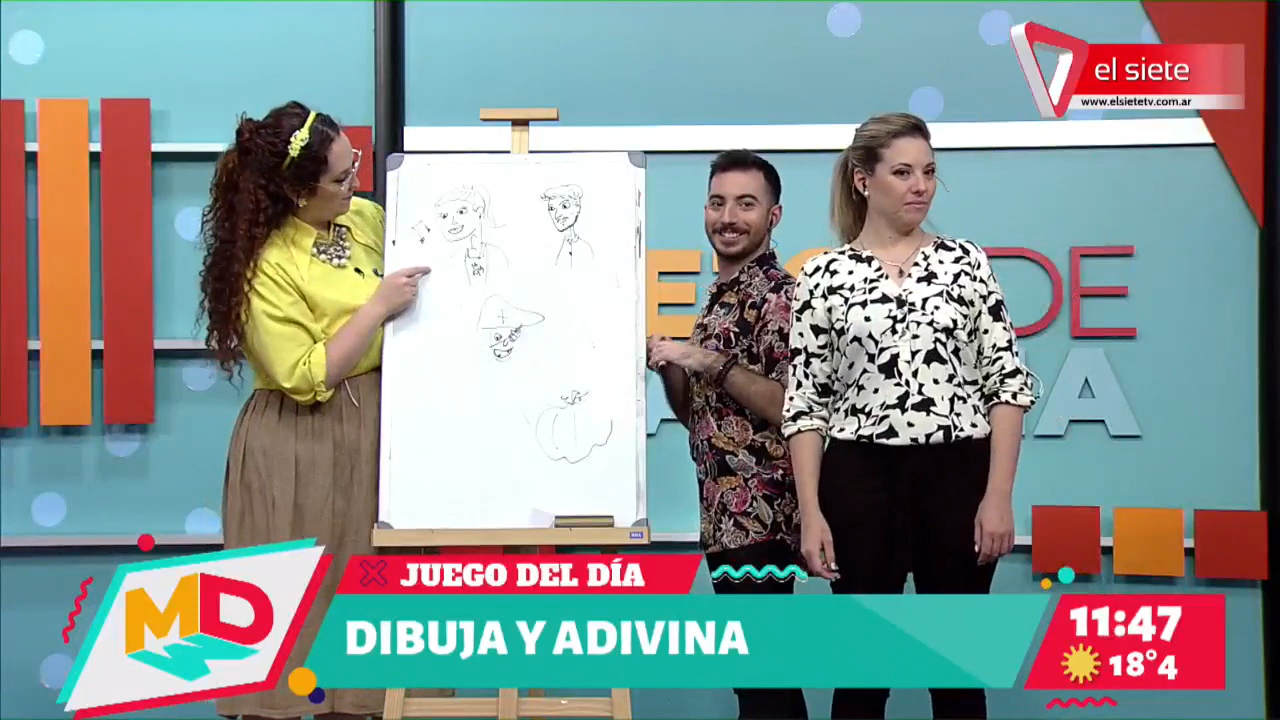 el siete
www.elsietetv.com.ar
DE
MD
JUEGO DEL DÍA
DIBUJA Y ADIVINA
11:47
18°4